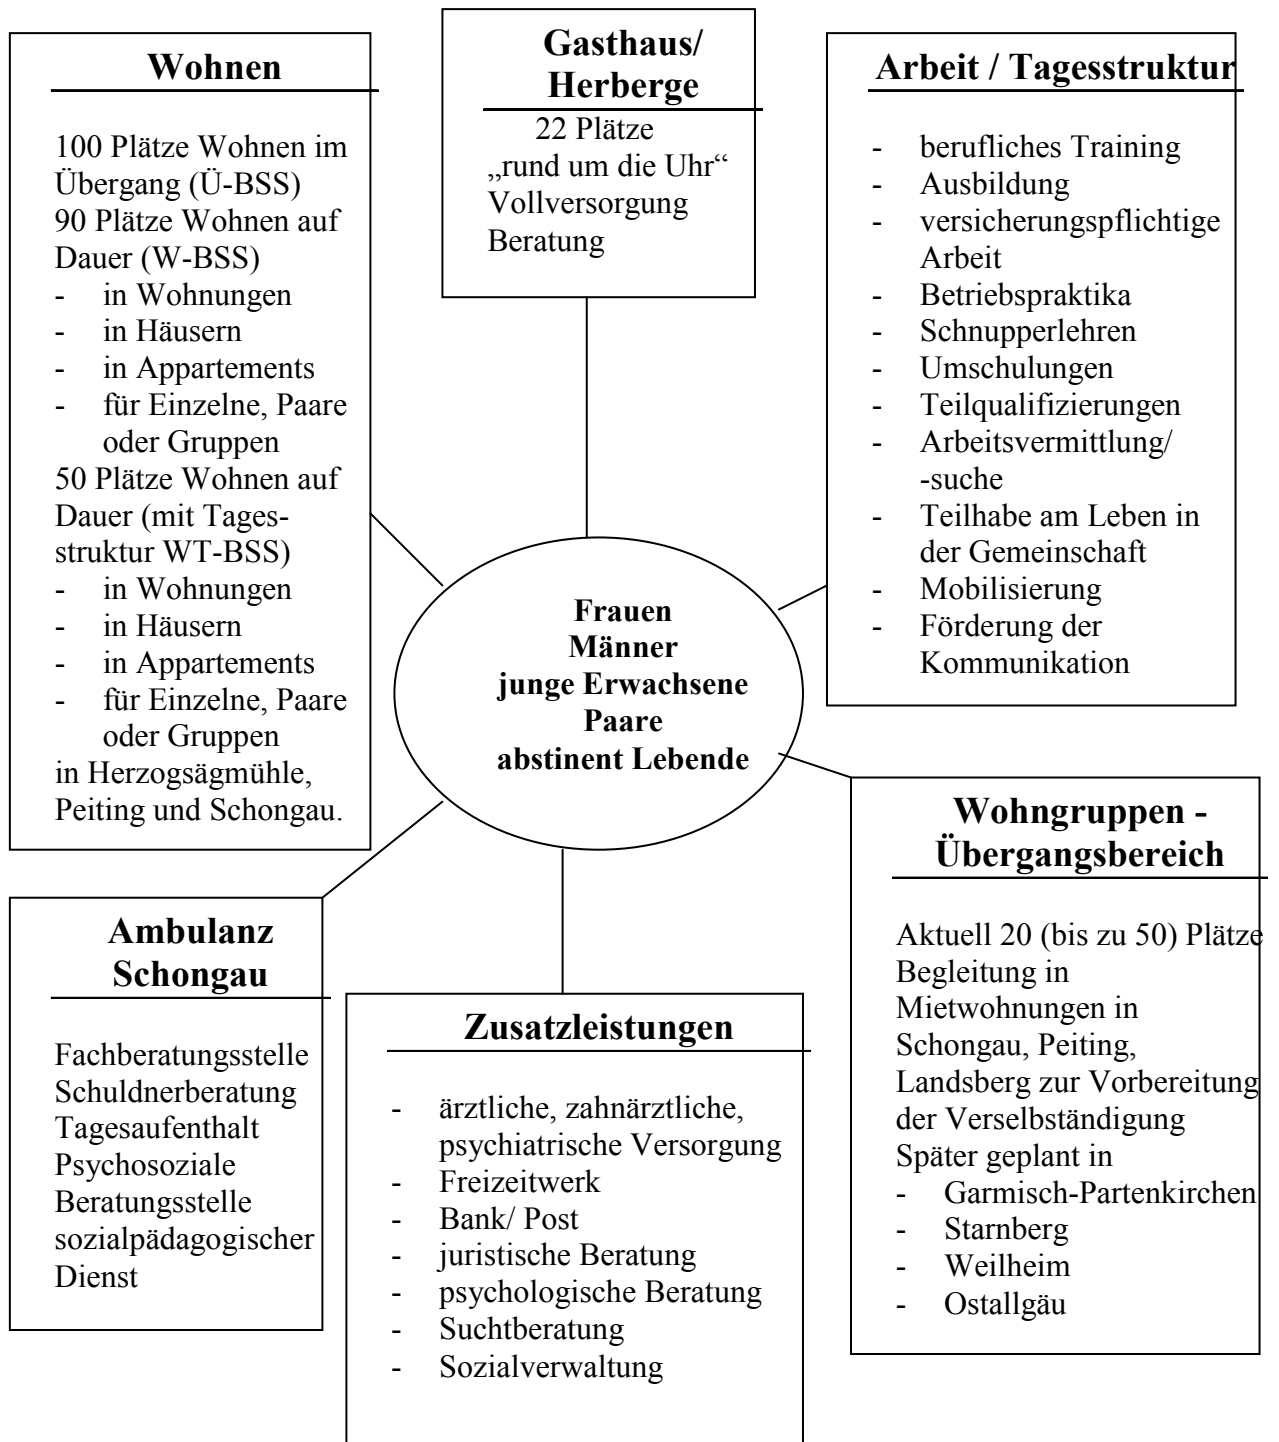 Wohnen
100 Plätze Wohnen im
Übergang (Ü-BSS)
90 Plätze Wohnen auf
Dauer (W-BSS)
- in Wohnungen
- in Häusern
- in Appartements
- für Einzelne, Paare
oder Gruppen
50 Plätze Wohnen auf
Dauer (mit Tages-
struktur WT-BSS)
- in Wohnungen
- in Häusern
- in Appartements
- für Einzelne, Paare
oder Gruppen
in Herzogsägmühle,
Peiting und Schongau.
Gasthaus/
Herberge
22 Plätze
„rund um die Uhr“
Vollversorgung
Beratung
Arbeit / Tagesstruktur
- berufliches Training
- Ausbildung
- versicherungspflichtige
Arbeit
- Betriebspraktika
- Schnupperlehren
- Umschulungen
- Teilqualifizierungen
- Arbeitsvermittlung/
-suche
- Teilhabe am Leben in
der Gemeinschaft
- Mobilisierung
- Förderung der
Kommunikation
Frauen
Männer
junge Erwachsene
Paare
abstinent Lebende
Ambulanz
Schongau
Fachberatungsstelle
Schuldnerberatung
Tagesaufenthalt
Psychosoziale
Beratungsstelle
sozialpädagogischer
Dienst
Zusatzleistungen
- ärztliche, zahnärztliche,
psychiatrische Versorgung
- Freizeitwerk
- Bank/ Post
- juristische Beratung
- psychologische Beratung
- Suchtberatung
- Sozialverwaltung
Wohngruppen -
Übergangsbereich
Aktuell 20 (bis zu 50) Plätze
Begleitung in
Mietwohnungen in
Schongau, Peiting,
Landsberg zur Vorbereitung
der Verselbständigung
Später geplant in
- Garmisch-Partenkirchen
- Starnberg
- Weilheim
- Ostallgäu